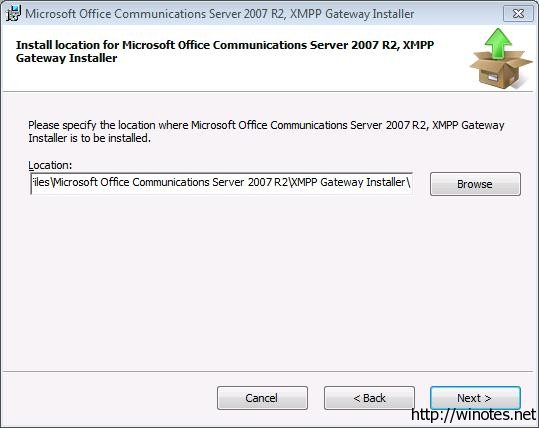 Microsoft Office Communications Server 2007 R2, XMPP Gateway Installer
Install location for Microsoft Office Communications Server 2007 R2, XMPP
Gateway Installer
Please specify the location where Microsoft Office Communications Server 2007 R2, XMPP Gateway
Installer is to be installed.
Location:
iles\Microsoft Office Communications Server 2007 R2\XMPP Gateway Installer\
Browse
Cancel
< Back
Next >
http://winotes.net